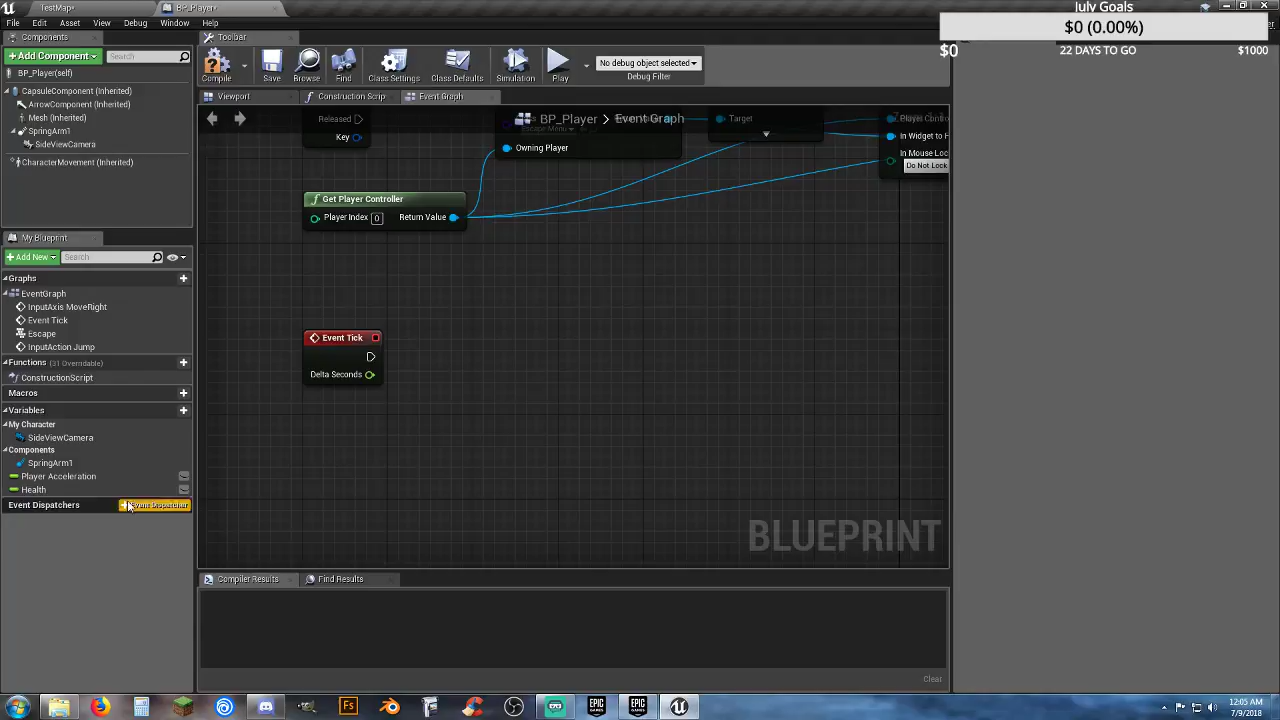 TestMap*
BP_Player*
July Goals
$0 (0.00%)
$0
22 DAYS TO GO
$1000
File
Edit
Asset
View
Debug
Window
Help
Components
Toolbar
Add Component
Search
BP_Player(self)
CapsuleComponent (Inherited)
ArrowComponent (Inherited)
Mesh (Inherited)
SpringArm1
SideViewCamera
CharacterMovement (Inherited)
Compile
Save
Browse
Find
Class Settings
Class Defaults
Simulation
Play
No debug object selected
Debug Filter
Viewport
Construction Scrip
Event Graph
BP_Player > Event Graph
Released
Key
Owning Player
Target
In Widget to F
In Mouse Loc
Do Not Lock
Get Player Controller
Player Index
0
Return Value
My Blueprint
Add New
Search
Graphs
EventGraph
InputAxis MoveRight
Event Tick
Escape
InputAction Jump
Functions (31 Overridable)
ConstructionScript
Macros
Variables
My Character
SideViewCamera
Components
SpringArm1
Player Acceleration
Health
Event Dispatchers
Event Dispatcher
Event Tick
Delta Seconds
BLUEPRINT
Compiler Results
Find Results
Clear
12:05 AM
7/9/2018